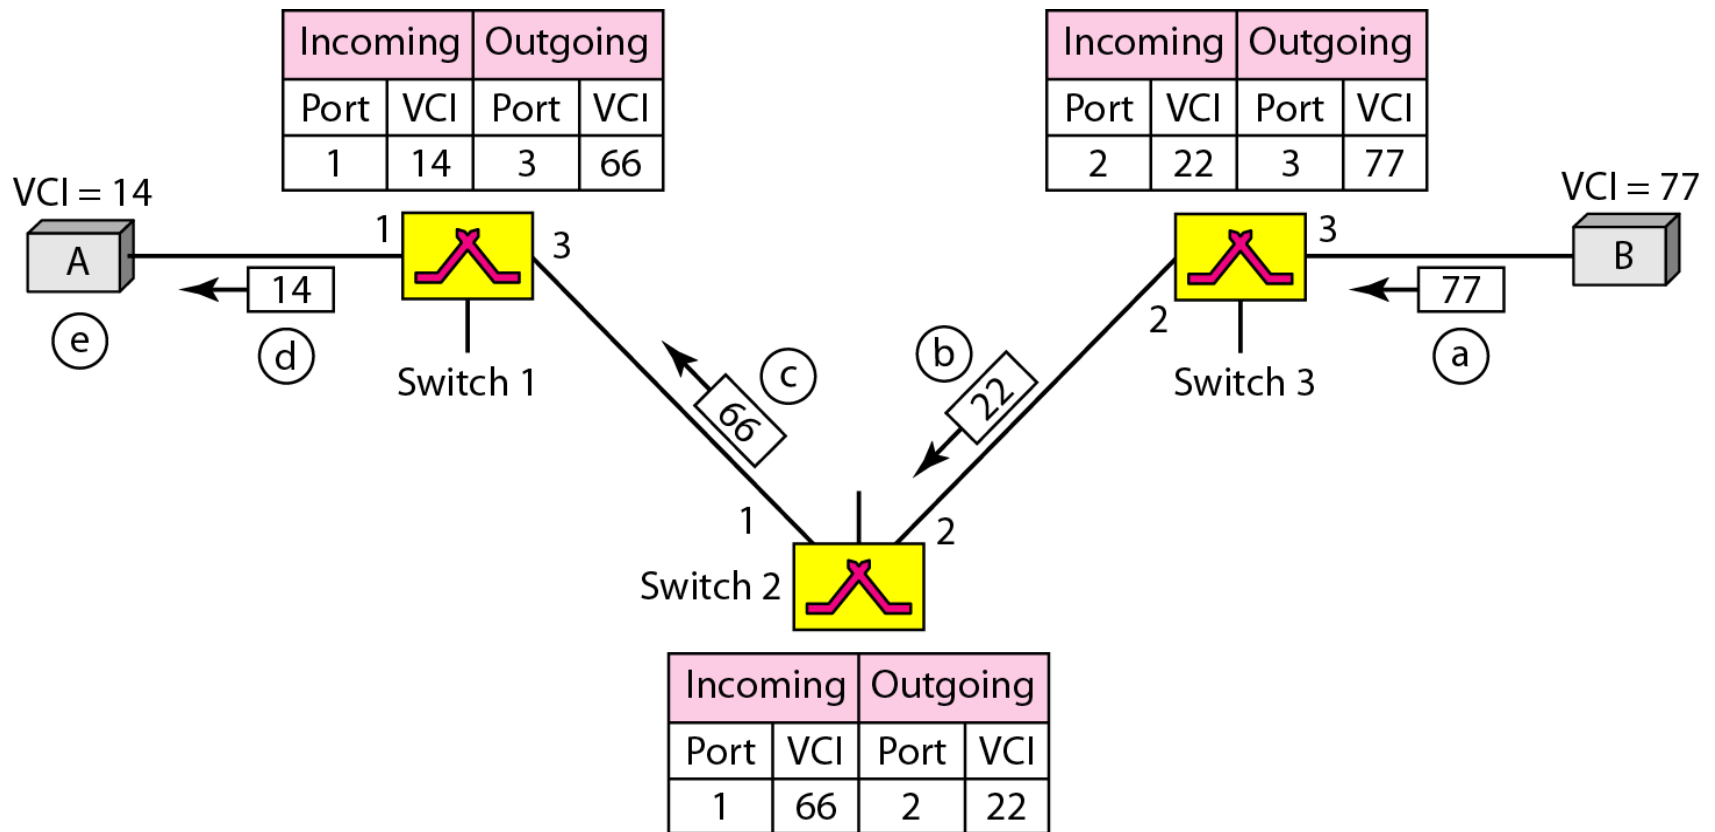 Incoming Outgoing
Port VCI Port VCI
1 14 3 66
Incoming Outgoing
Port VCI Port VCI
2 22 3 77
VCI = 14
VCI = 77
A
1
3
14
e
d
Switch 1
c
66
b
22
2
3
B
77
a
Switch 3
1
2
Switch 2
Incoming Outgoing
Port VCI Port VCI
1 66 2 22